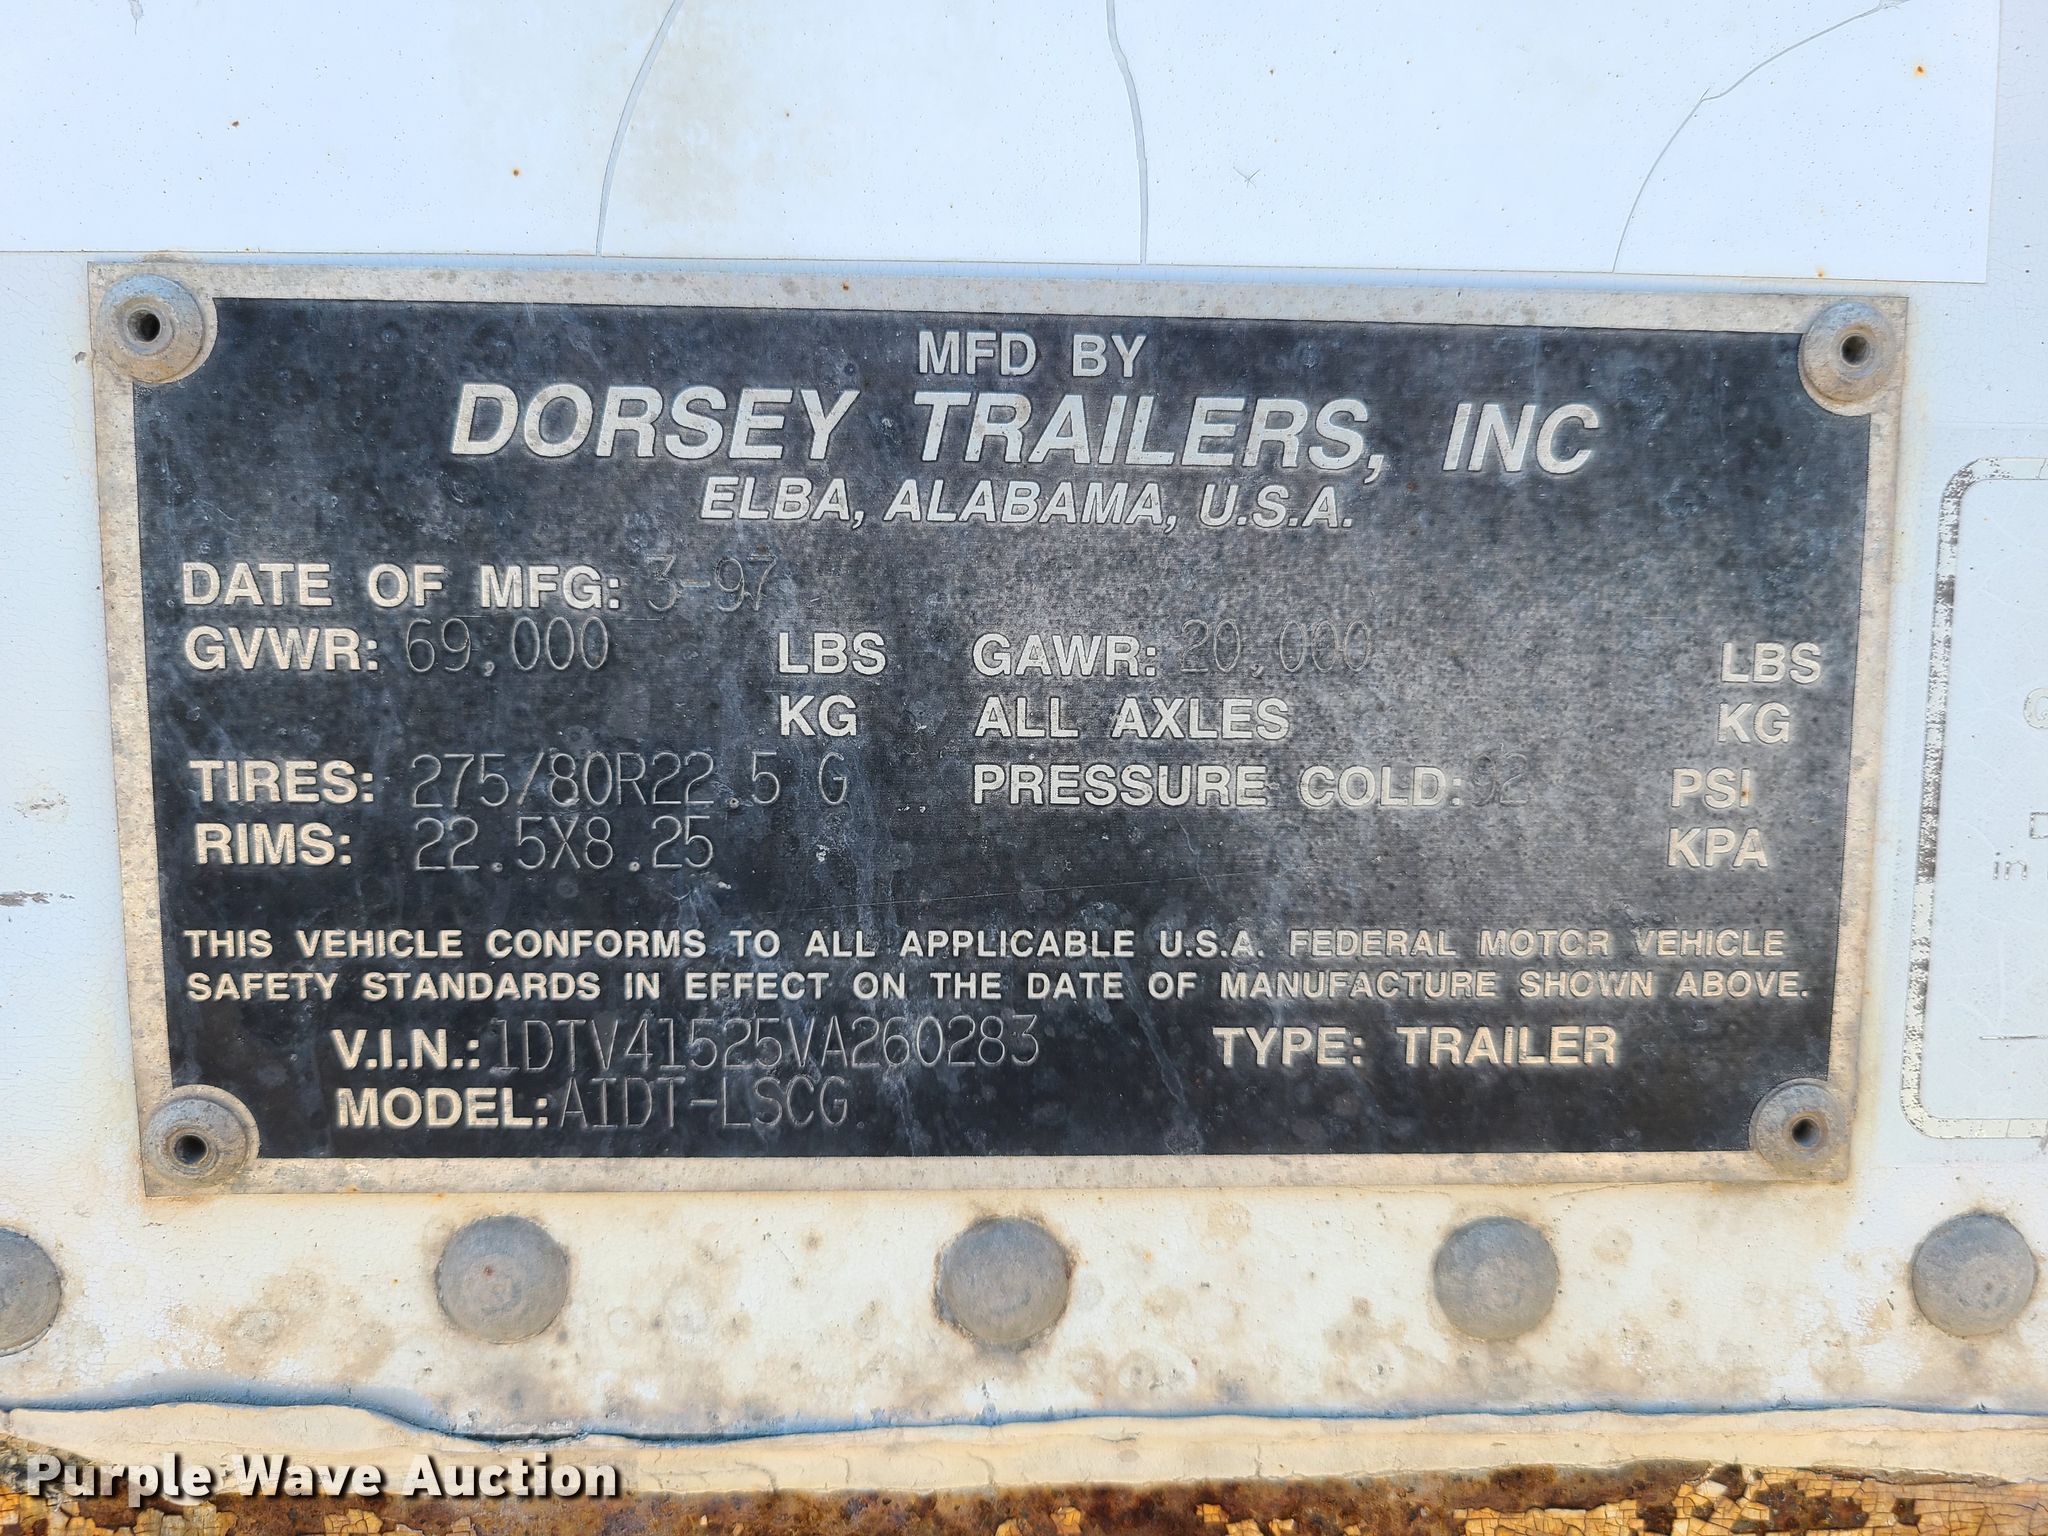 MFD BY
DORSEY TRAILERS, INC
ELBA, ALABAMA, U.S.A.
DATE OF MFG: 3-97
GVWR: 69,000 LBS GAWR: 20,000 LBS
KG ALL AXLES KG
TIRES: 275/80R22.5 G PRESSURE COLD: 92 PSI
RIMS: 22.5X8.25 KPA
THIS VEHICLE CONFORMS TO ALL APPLICABLE U.S.A. FEDERAL MOTOR VEHICLE
SAFETY STANDARDS IN EFFECT ON THE DATE OF MANUFACTURE SHOWN ABOVE.
V.I.N.: 1DTV41525VA260283 TYPE: TRAILER
MODEL: AIDT-LSCG
in
Purple Wave Auction